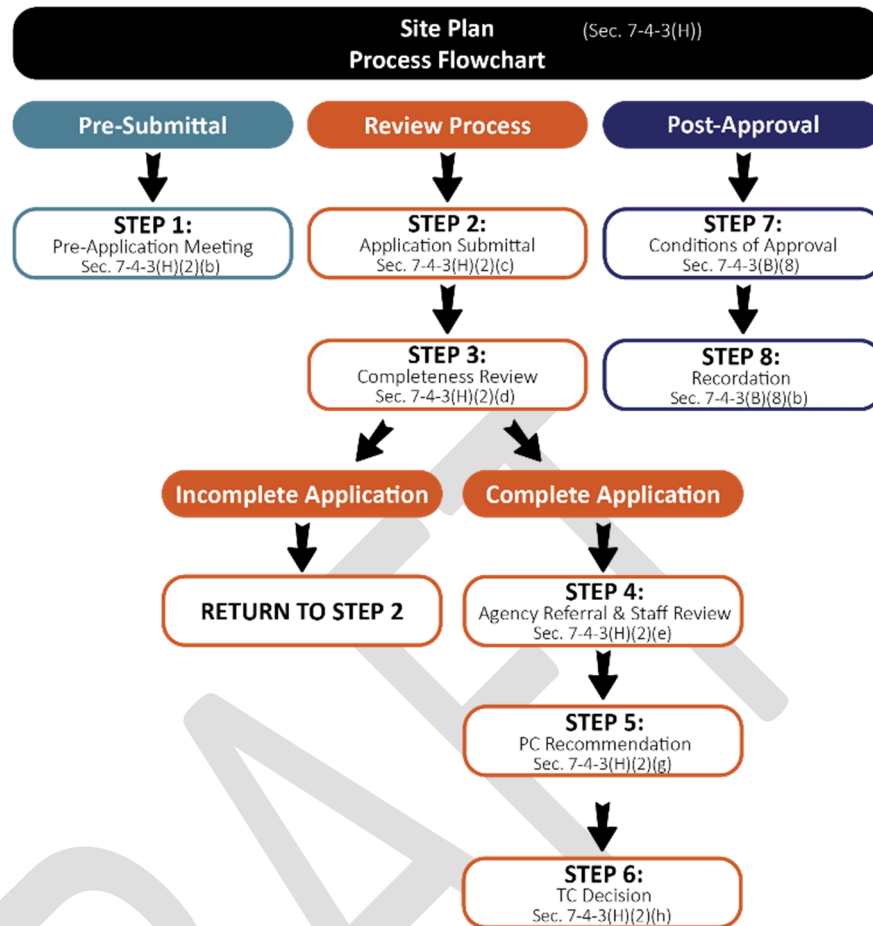 Site Plan (Sec. 7-4-3(H))
Process Flowchart
Pre-Submittal
Review Process
Post-Approval
STEP 1:
Pre-Application Meeting
Sec. 7-4-3(H)(2)(b)
STEP 2:
Application Submittal
Sec. 7-4-3(H)(2)(c)
STEP 7:
Conditions of Approval
Sec. 7-4-3(B)(8)
STEP 3:
Completeness Review
Sec. 7-4-3(H)(2)(d)
STEP 8:
Recordation
Sec. 7-4-3(B)(8)(b)
Incomplete Application
Complete Application
RETURN TO STEP 2
STEP 4:
Agency Referral & Staff Review
Sec. 7-4-3(H)(2)(e)
STEP 5:
PC Recommendation
Sec. 7-4-3(H)(2)(g)
STEP 6:
TC Decision
Sec. 7-4-3(H)(2)(h)
DRAFT